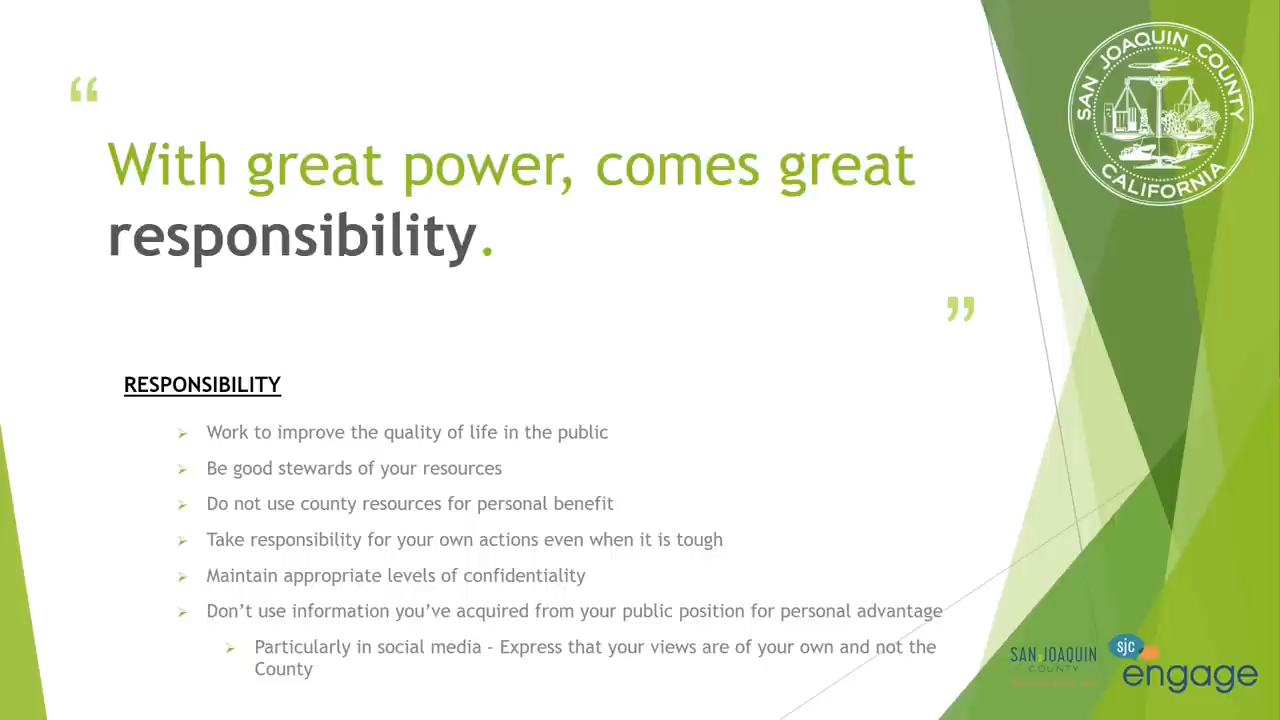 “
With great power, comes great
responsibility.
”
RESPONSIBILITY
Work to improve the quality of life in the public
Be good stewards of your resources
Do not use county resources for personal benefit
Take responsibility for your own actions even when it is tough
Maintain appropriate levels of confidentiality
Don’t use information you’ve acquired from your public position for personal advantage
Particularly in social media - Express that your views are of your own and not the
County
SAN JOAQUIN COUNTY
CALIFORNIA
SAN JOAQUIN
COUNTY
sjc
engage